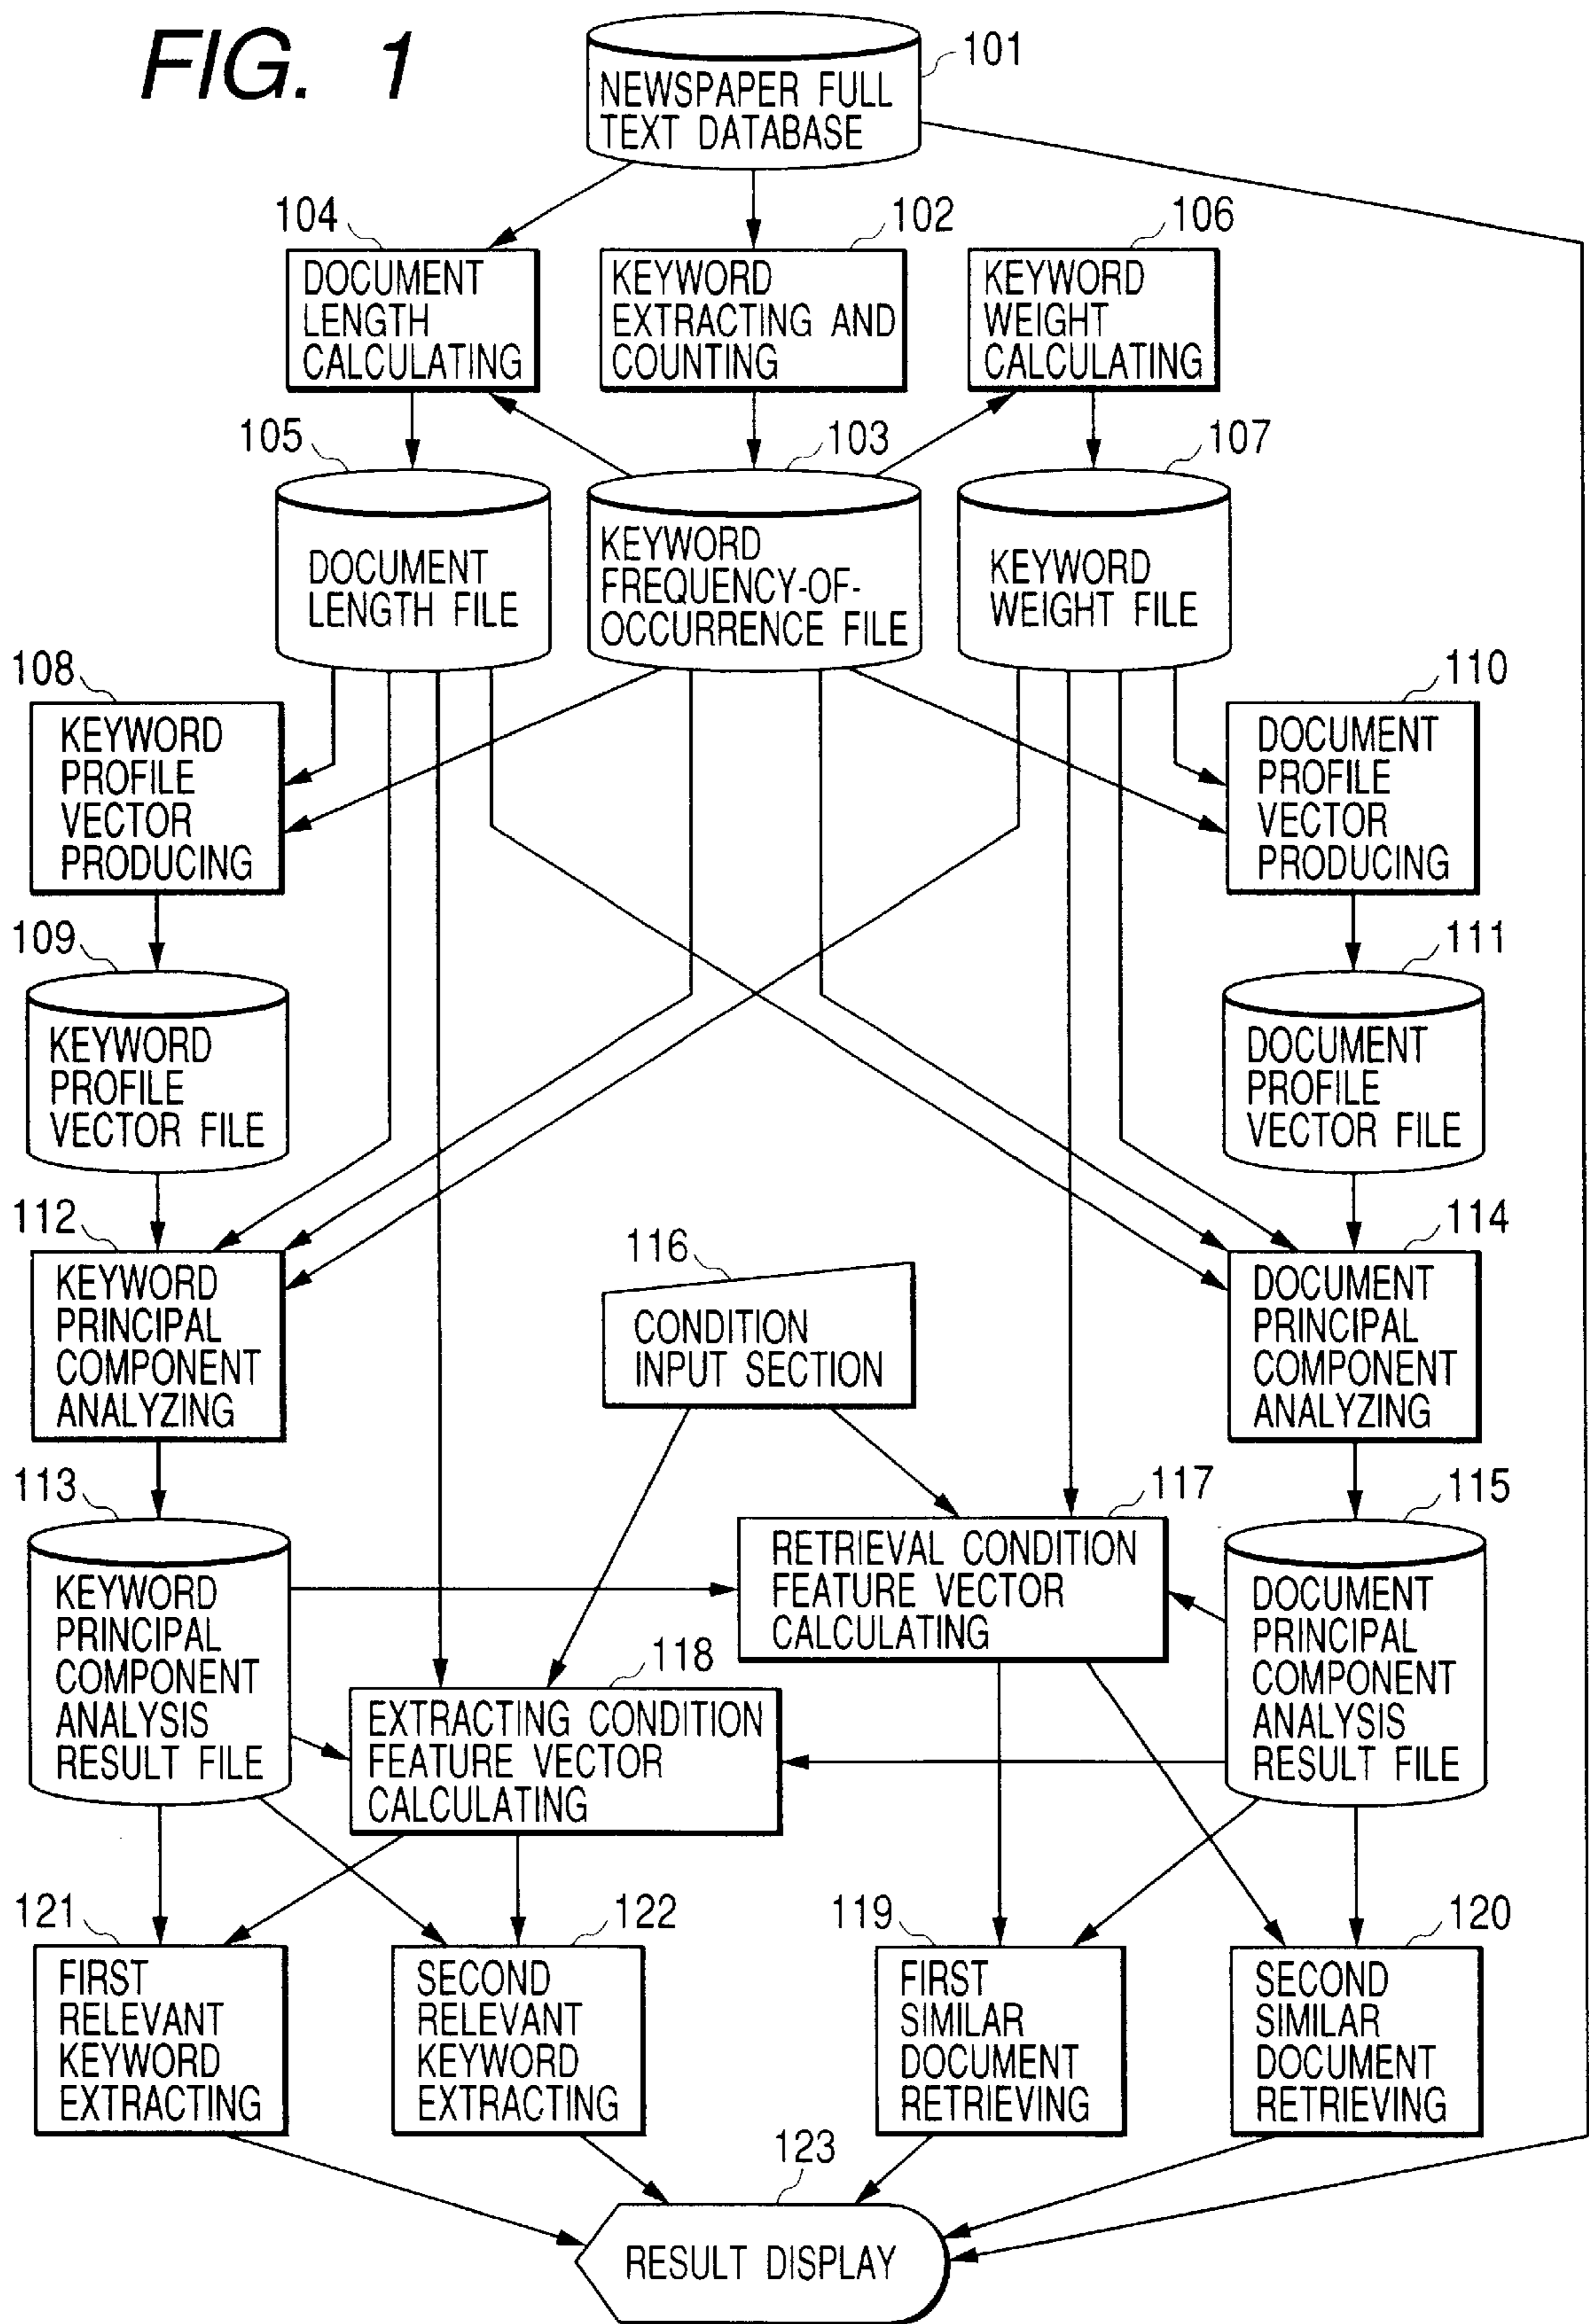 FIG. 1
101
NEWSPAPER FULL
TEXT DATABASE
104
DOCUMENT
LENGTH
CALCULATING
102
KEYWORD
EXTRACTING AND
COUNTING
106
KEYWORD
WEIGHT
CALCULATING
105
DOCUMENT
LENGTH FILE
103
KEYWORD
FREQUENCY-OF-
OCCURRENCE FILE
107
KEYWORD
WEIGHT FILE
108
KEYWORD
PROFILE
VECTOR
PRODUCING
110
DOCUMENT
PROFILE
VECTOR
PRODUCING
109
KEYWORD
PROFILE
VECTOR FILE
111
DOCUMENT
PROFILE
VECTOR FILE
112
KEYWORD
PRINCIPAL
COMPONENT
ANALYZING
116
CONDITION
INPUT SECTION
114
DOCUMENT
PRINCIPAL
COMPONENT
ANALYZING
113
KEYWORD
PRINCIPAL
COMPONENT
ANALYSIS
RESULT FILE
117
RETRIEVAL CONDITION
FEATURE VECTOR
CALCULATING
115
DOCUMENT
PRINCIPAL
COMPONENT
ANALYSIS
RESULT FILE
118
EXTRACTING CONDITION
FEATURE VECTOR
CALCULATING
121
FIRST
RELEVANT
KEYWORD
EXTRACTING
122
SECOND
RELEVANT
KEYWORD
EXTRACTING
119
FIRST
SIMILAR
DOCUMENT
RETRIEVING
120
SECOND
SIMILAR
DOCUMENT
RETRIEVING
123
RESULT DISPLAY